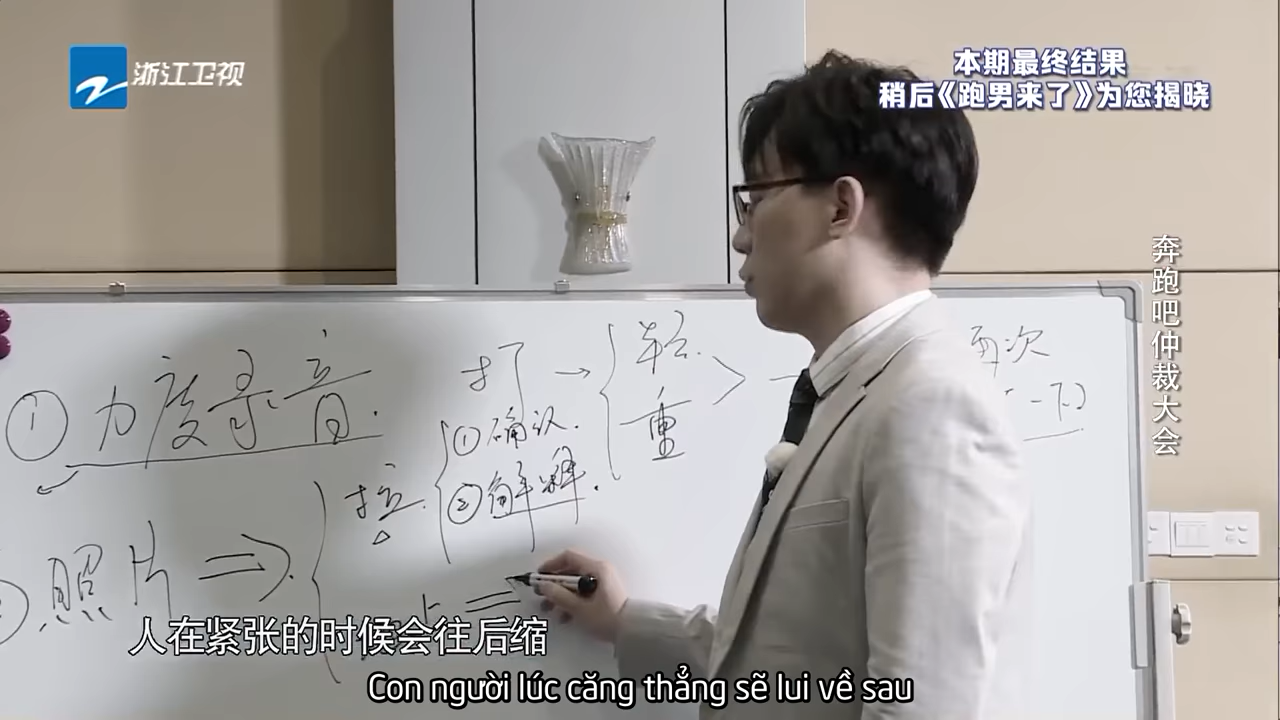 浙江卫视
本期最终结果
稍后《跑男来了》为您揭晓
奔跑吧仲裁大会
① 力度录音.
打 → 轻.
重
再次
① 确认.
② 解释.
拉.
照片 ⇒
人在紧张的时候会往后缩
Con người lúc căng thẳng sẽ lui về sau